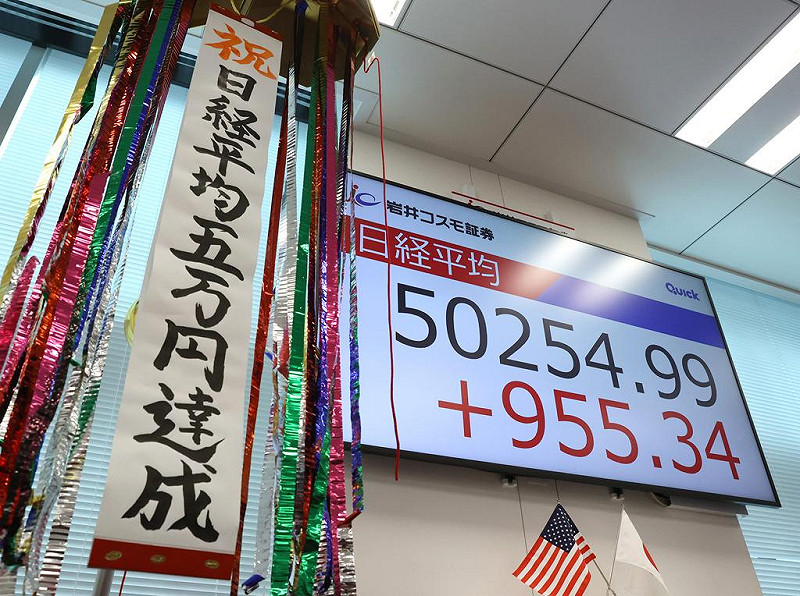 祝
日経平均五万円達成
岩井コスモ証券
日経平均
QUICK
50254.99
+955.34